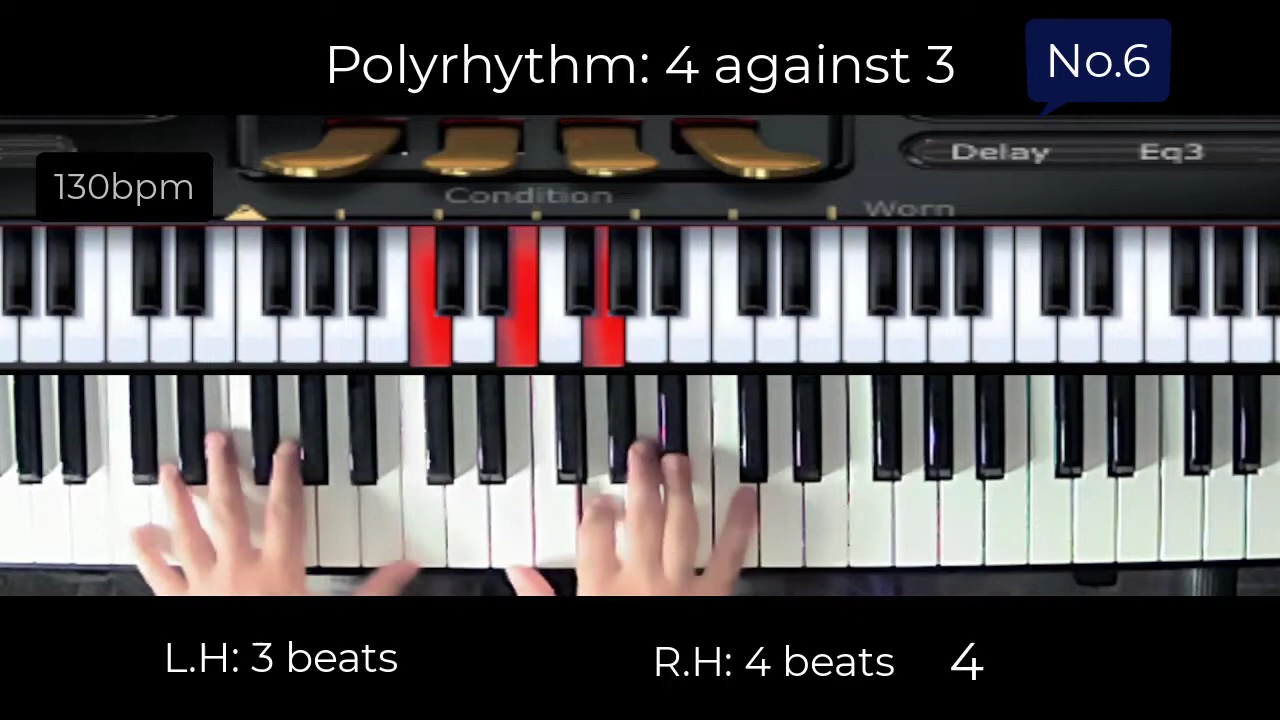 Polyrhythm: 4 against 3
No.6
130bpm
Delay Eq3
Condition
Worn
L.H: 3 beats
R.H: 4 beats 4